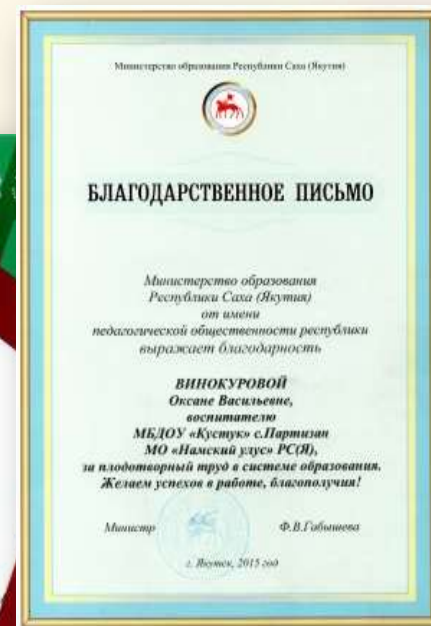 Министерство образования Республики Саха (Якутия)
БЛАГОДАРСТВЕННОЕ ПИСЬМО
Министерство образования
Республики Саха (Якутия)
от имени
педагогической общественности республики
выражает благодарность
ВИНОКУРОВОЙ
Оксане Васильевне,
воспитателю
МБДОУ «Кустук» с.Партизан
МО «Намский улус» РС(Я),
за плодотворный труд в системе образования.
Желаем успехов в работе, благополучия!
Министр Ф.В.Габышева
г. Якутск, 2015 год